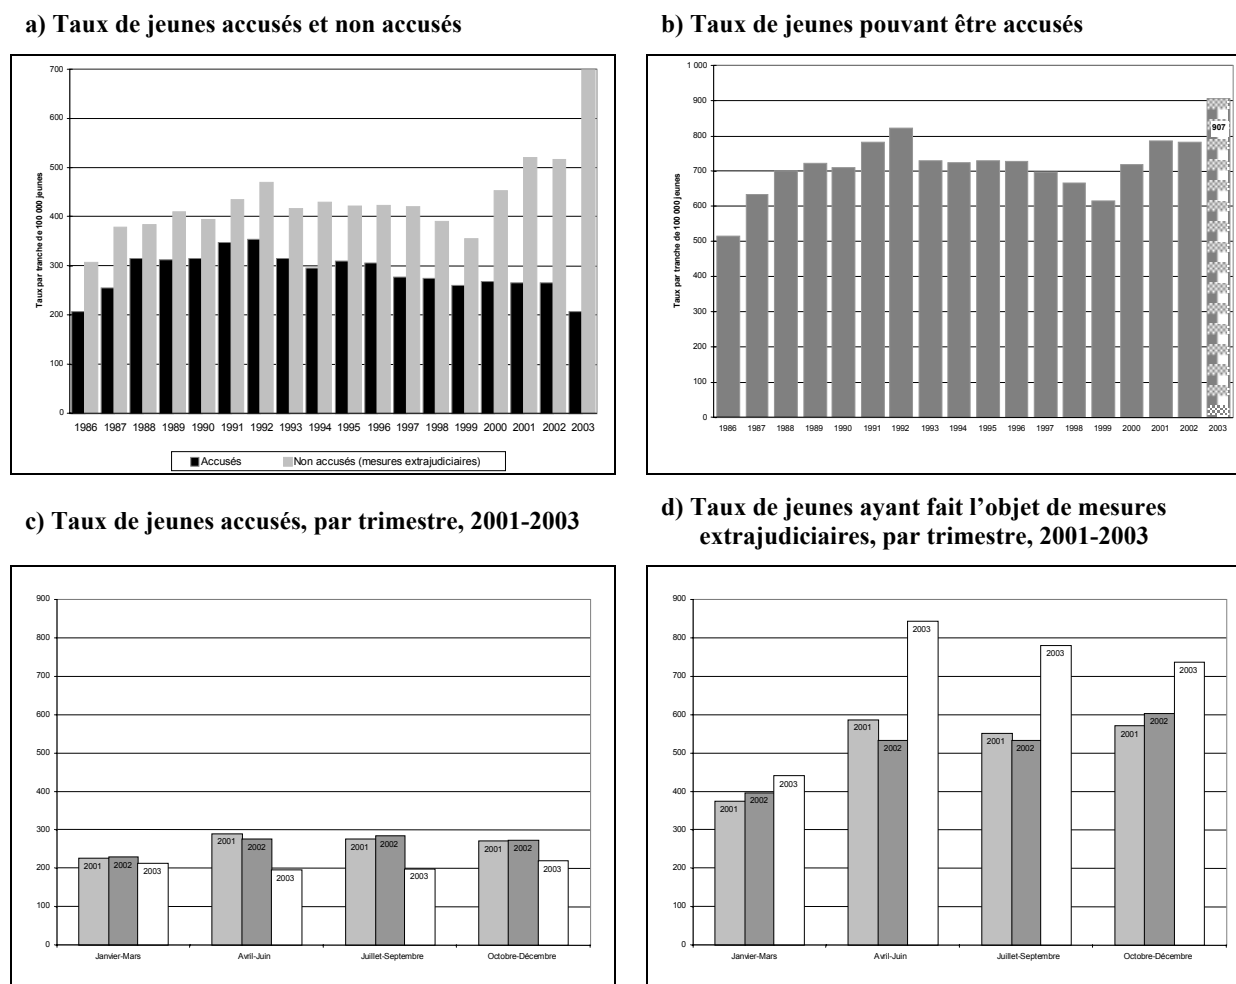 a) Taux de jeunes accusés et non accusés
700
600
500
400
300
200
100
0
Taux par tranche de 100 000 jeunes
1986 1987 1988 1989 1990 1991 1992 1993 1994 1995 1996 1997 1998 1999 2000 2001 2002 2003
Accusés Non accusés (mesures extrajudiciaires)
b) Taux de jeunes pouvant être accusés
1 000
900
800
700
600
500
400
300
200
100
0
Taux par tranche de 100 000 jeunes
907
1986 1987 1988 1989 1990 1991 1992 1993 1994 1995 1996 1997 1998 1999 2000 2001 2002 2003
c) Taux de jeunes accusés, par trimestre, 2001-2003
900
800
700
600
500
400
300
200
100
0
2001 2002 2003
2001 2002 2003
2001 2002 2003
2001 2002 2003
Janvier-Mars Avril-Juin Juillet-Septembre Octobre-Décembre
d) Taux de jeunes ayant fait l’objet de mesures
extrajudiciaires, par trimestre, 2001-2003
900
800
700
600
500
400
300
200
100
0
2001 2002 2003
2001 2002 2003
2001 2002 2003
2001 2002 2003
Janvier-Mars Avril-Juin Juillet-Septembre Octobre-Décembre